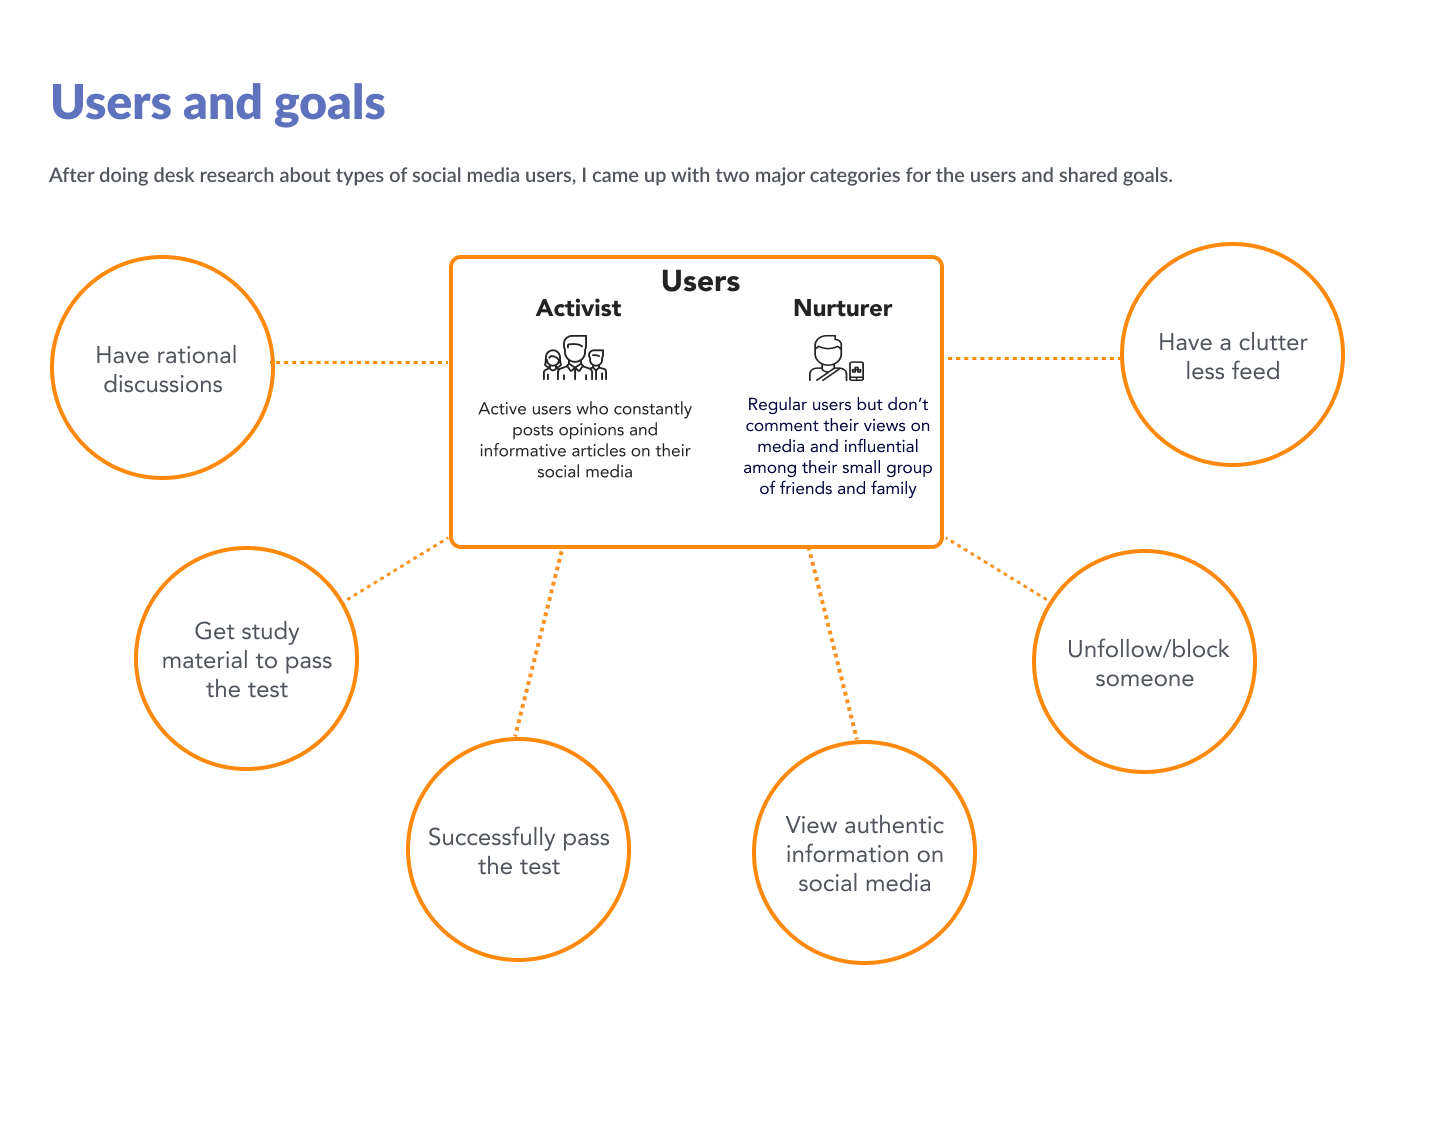 Users and goals
After doing desk research about types of social media users, I came up with two major categories for the users and shared goals.
Have rational
discussions
Users
Activist
Active users who constantly
posts opinions and
informative articles on their
social media
Nurturer
Regular users but don't
comment their views on
media and influential
among their small group
of friends and family
Have a clutter
less feed
Get study
material to pass
the test
Successfully pass
the test
View authentic
information on
social media
Unfollow/block
someone